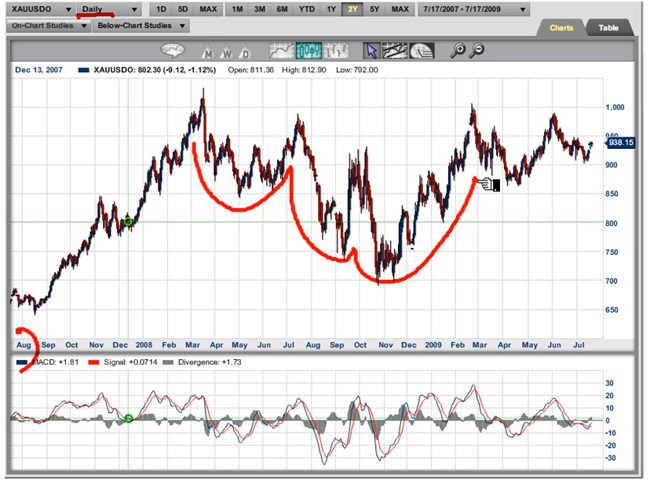 XAUUSDO Daily 1D 5D MAX 1M 3M 6M YTD 1Y 2Y 5Y MAX 7/17/2007 - 7/17/2009
On-Chart Studies Below-Chart Studies Charts Table
M W D
Dec 13, 2007 XAUUSDO: 802.30 (-9.12, -1.12%) Open: 811.36 High: 812.90 Low: 792.00
1,000
950
938.15
900
850
800
750
700
650
Aug Sep Oct Nov Dec 2008 Feb Mar Apr May Jun Jul Aug Sep Oct Nov Dec 2009 Feb Mar Apr May Jun Jul
MACD: +1.81 Signal: +0.0714 Divergence: +1.73
30
20
10
0
-10
-20
-30